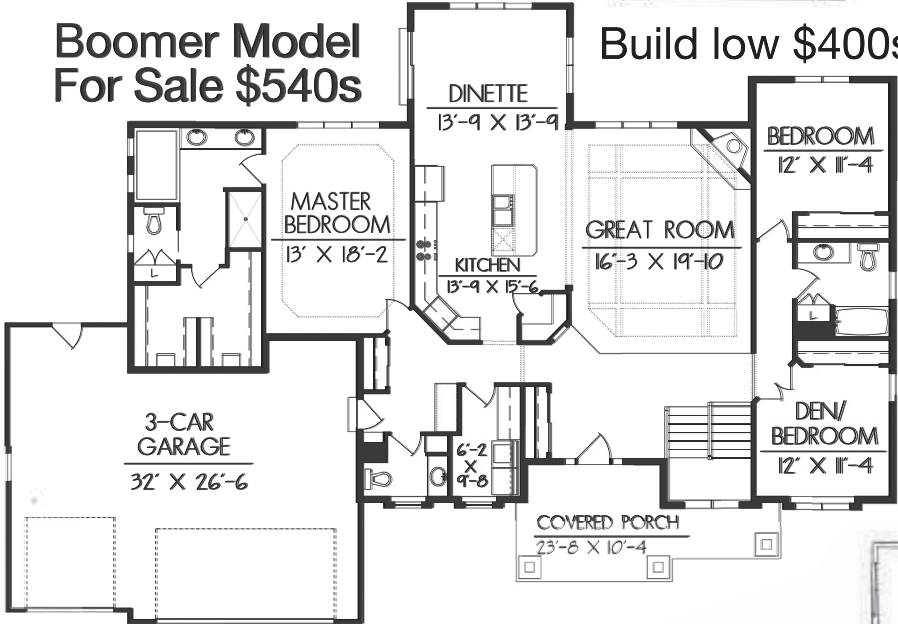 Boomer Model
For Sale $540s
Build low $400s
DINETTE
13'-9 X 13'-9
BEDROOM
12' X 11'-4
MASTER
BEDROOM
13' X 18'-2
GREAT ROOM
16'-3 X 19'-10
KITCHEN
13'-9 X 15'-6
L
L
3-CAR
GARAGE
32' X 26'-6
6'-2
X
9'-8
DEN/
BEDROOM
12' X 11'-4
COVERED PORCH
23'-8 X 10'-4